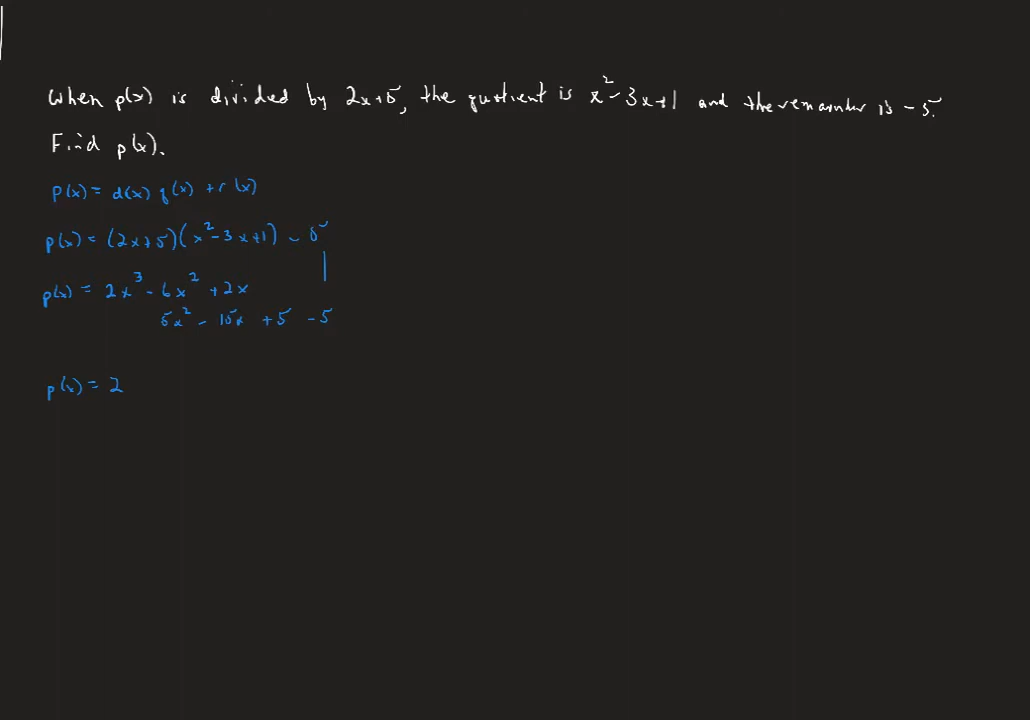 When p(x) is divided by 2x+5, the quotient is x²-3x+1 and the remainder is -5.
Find p(x).
p(x) = d(x) q(x) + r(x)
p(x) = (2x+5)(x²-3x+1) - 5
p(x) = 2x³ - 6x² + 2x
5x² - 15x + 5 - 5
p(x) = 2